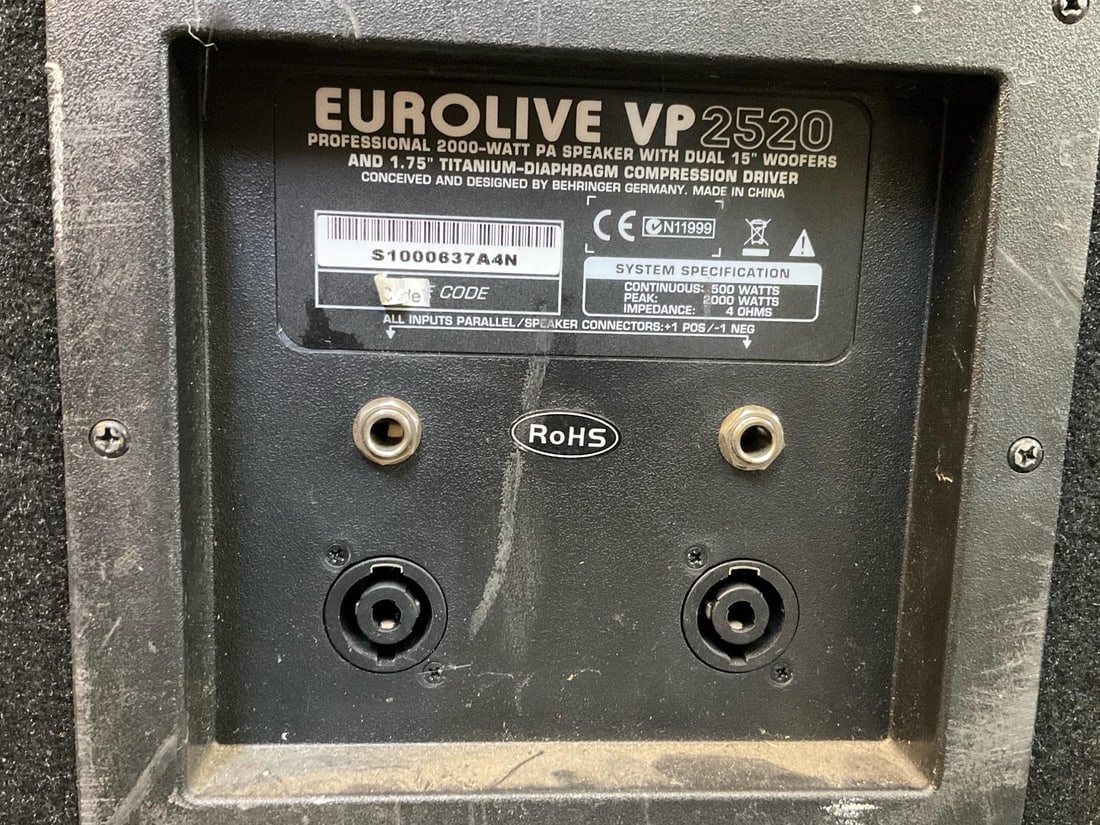 EUROLIVE VP2520
PROFESSIONAL 2000-WATT PA SPEAKER WITH DUAL 15" WOOFERS
AND 1.75" TITANIUM-DIAPHRAGM COMPRESSION DRIVER
CONCEIVED AND DESIGNED BY BEHRINGER GERMANY. MADE IN CHINA
S1000637A4N
CE N11999
Code CODE
SYSTEM SPECIFICATION
CONTINUOUS: 500 WATTS
PEAK: 2000 WATTS
IMPEDANCE: 4 OHMS
ALL INPUTS PARALLEL/SPEAKER CONNECTORS:+1 POS/-1 NEG
RoHS